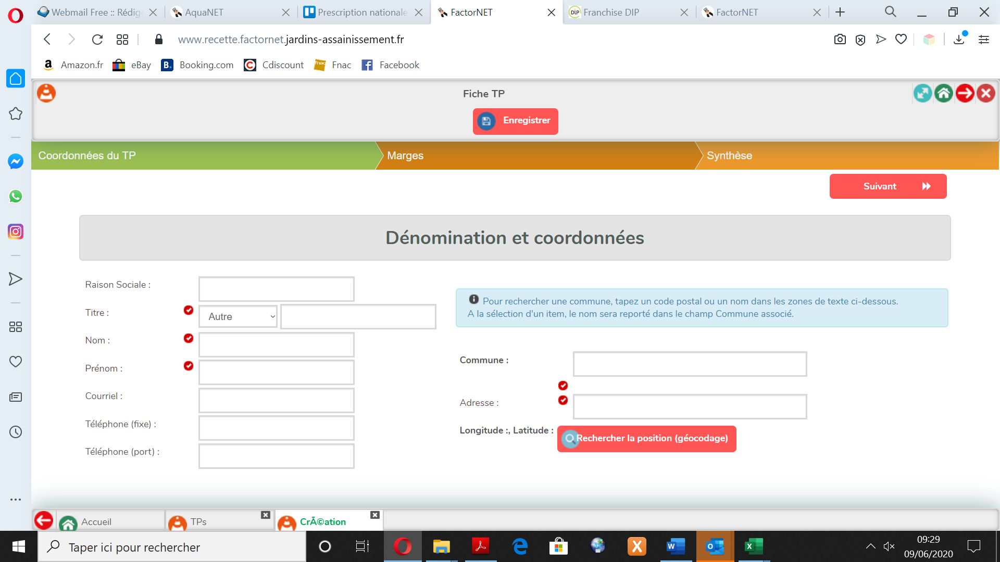 Webmail Free :: Rédige
AquaNET
Prescription nationale
FactorNET
Franchise DIP
FactorNET
www.recette.factornet.jardins-assainissement.fr
Amazon.fr
eBay
Booking.com
Cdiscount
Fnac
Facebook
Fiche TP
Enregistrer
Coordonnées du TP
Marges
Synthèse
Suivant
Dénomination et coordonnées
Raison Sociale :
Titre :
Autre
Nom :
Prénom :
Courriel :
Téléphone (fixe) :
Téléphone (port) :
Pour rechercher une commune, tapez un code postal ou un nom dans les zones de texte ci-dessous.
A la sélection d'un item, le nom sera reporté dans le champ Commune associé.
Commune :
Adresse :
Longitude :, Latitude :
Rechercher la position (géocodage)
Accueil
TPs
CrÃ©ation
Taper ici pour rechercher
09:29
09/06/2020